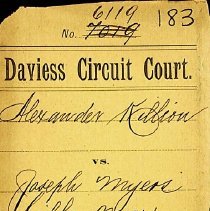 6119
183
No. 7019
Daviess Circuit Court.
Alexander Killion
vs.
Joseph Myers